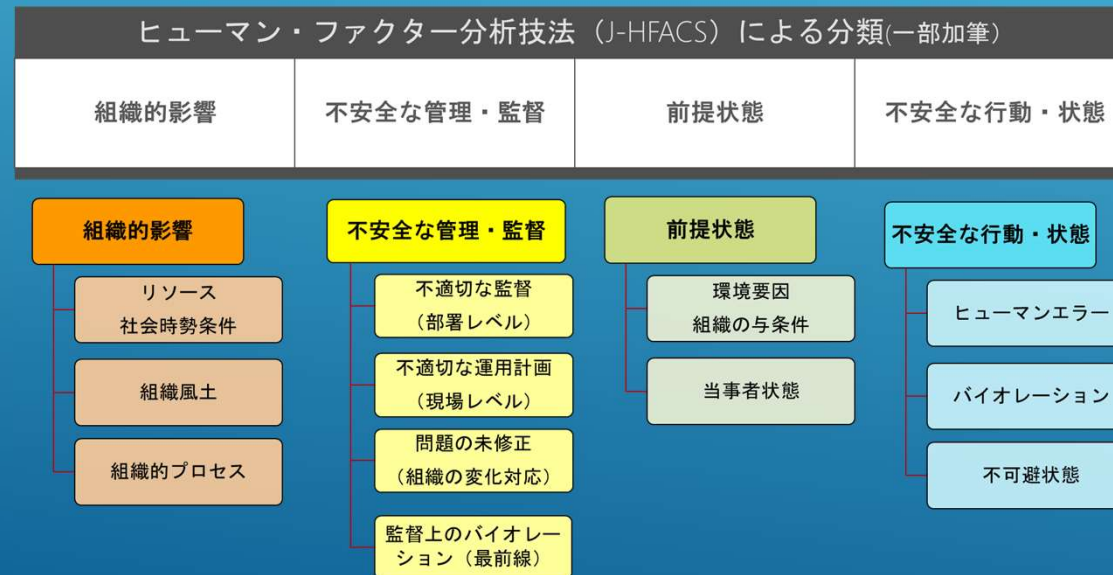 ヒューマン・ファクター分析技法（J-HFACS）による分類(一部加筆）
組織的影響
不安全な管理・監督
前提状態
不安全な行動・状態
組織的影響
リソース
社会時勢条件
組織風土
組織的プロセス
不安全な管理・監督
不適切な監督
（部署レベル）
不適切な運用計画
（現場レベル）
問題の未修正
（組織の変化対応）
監督上のバイオレー
ション（最前線）
前提状態
環境要因
組織の与条件
当事者状態
不安全な行動・状態
ヒューマンエラー
バイオレーション
不可避状態